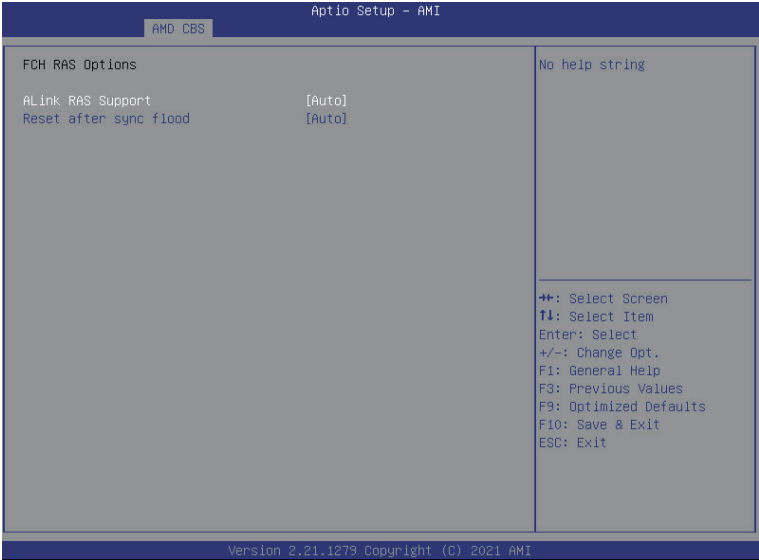 Aptio Setup – AMI
AMD CBS
FCH RAS Options
ALink RAS Support [Auto]
Reset after sync flood [Auto]
No help string
→←: Select Screen
↑↓: Select Item
Enter: Select
+/-: Change Opt.
F1: General Help
F3: Previous Values
F9: Optimized Defaults
F10: Save & Exit
ESC: Exit
Version 2.21.1279 Copyright (C) 2021 AMI